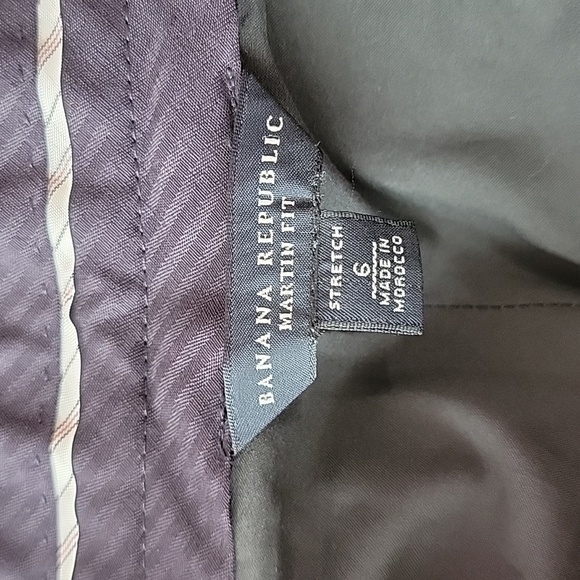 BANANA REPUBLIC
MARTIN FIT
STRETCH
6
MADE IN
MOROCCO